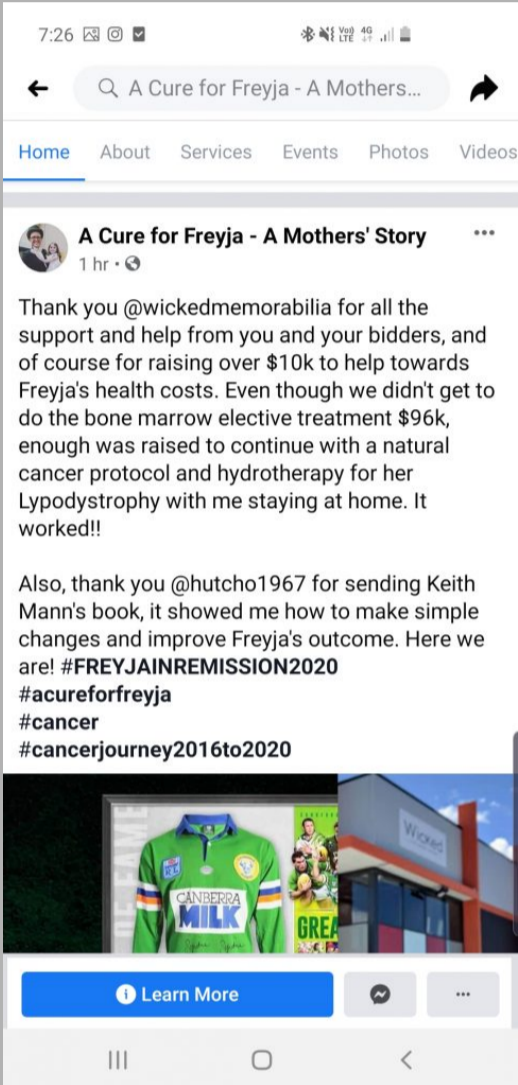 7:26
Vo) 4G
LTE
A Cure for Freyja - A Mothers...
Home About Services Events Photos Videos
A Cure for Freyja - A Mothers' Story
1 hr •
Thank you @wickedmemorabilia for all the
support and help from you and your bidders, and
of course for raising over $10k to help towards
Freyja's health costs. Even though we didn't get to
do the bone marrow elective treatment $96k,
enough was raised to continue with a natural
cancer protocol and hydrotherapy for her
Lypodystrophy with me staying at home. It
worked!!
Also, thank you @hutcho1967 for sending Keith
Mann's book, it showed me how to make simple
changes and improve Freyja's outcome. Here we
are! #FREYJAINREMISSION2020
#acureforfreyja
#cancer
#cancerjourney2016to2020
CANBERRA
MILK
GREA
Wicked
Learn More